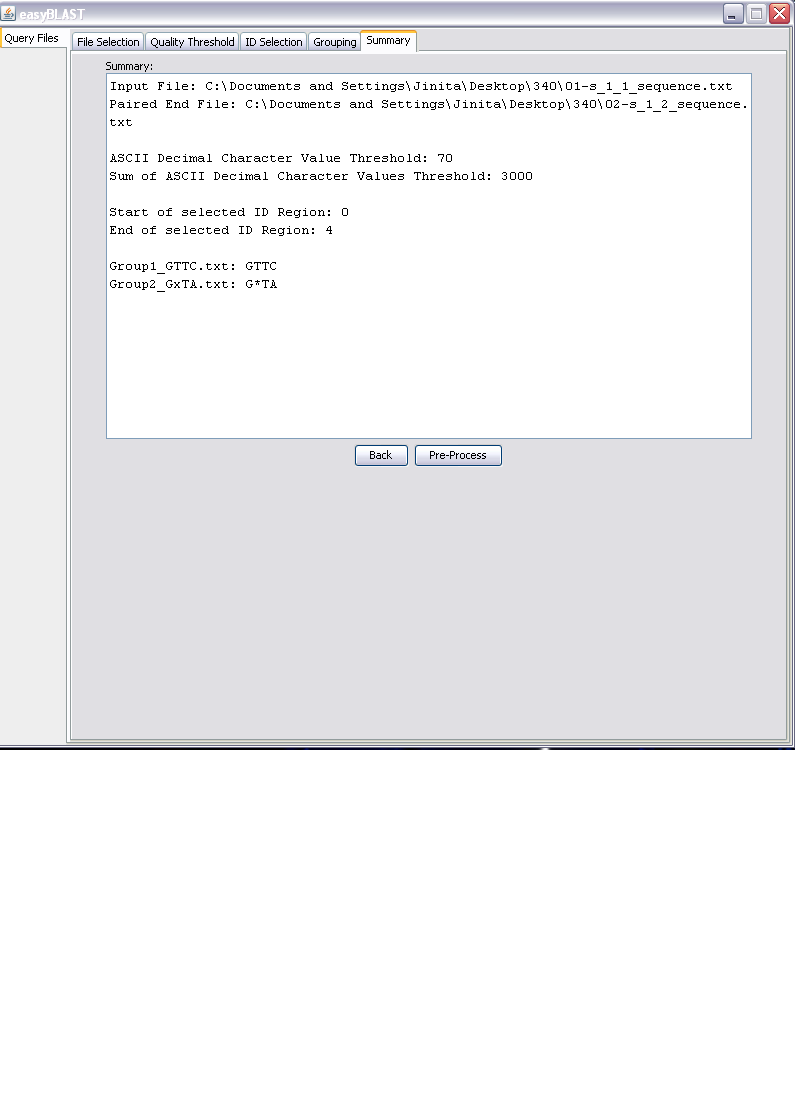 easyBLAST
Query Files
File Selection Quality Threshold ID Selection Grouping Summary
Summary:
Input File: C:\Documents and Settings\Jinita\Desktop\340\01-s_1_1_sequence.txt
Paired End File: C:\Documents and Settings\Jinita\Desktop\340\02-s_1_2_sequence.
txt
ASCII Decimal Character Value Threshold: 70
Sum of ASCII Decimal Character Values Threshold: 3000
Start of selected ID Region: 0
End of selected ID Region: 4
Group1_GTTC.txt: GTTC
Group2_GxTA.txt: G*TA
Back Pre-Process